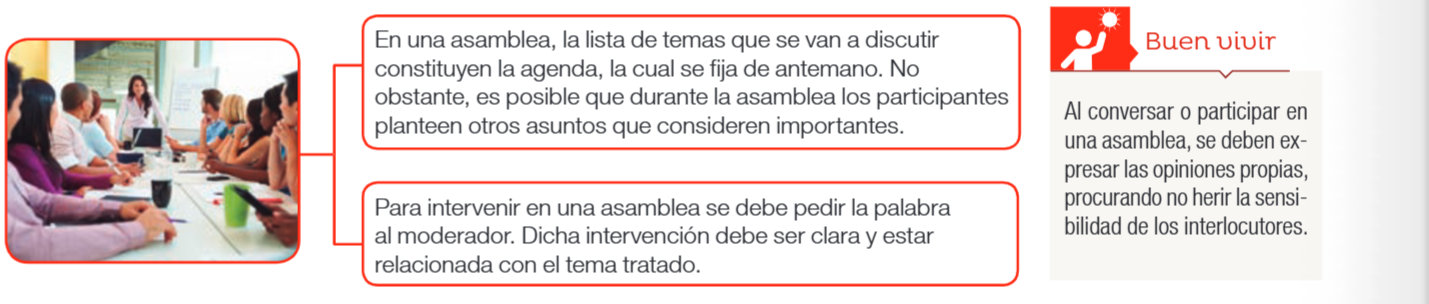 En una asamblea, la lista de temas que se van a discutir
constituyen la agenda, la cual se fija de antemano. No
obstante, es posible que durante la asamblea los participantes
planteen otros asuntos que consideren importantes.
Para intervenir en una asamblea se debe pedir la palabra
al moderador. Dicha intervención debe ser clara y estar
relacionada con el tema tratado.
Buen vivir
Al conversar o participar en
una asamblea, se deben ex-
presar las opiniones propias,
procurando no herir la sensi-
bilidad de los interlocutores.